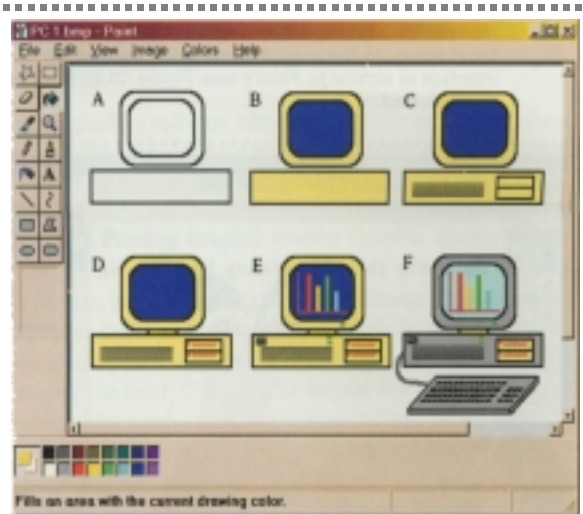 PC 1.bmp - Paint
File Edit View Image Colors Help
A B C
A
D E F
Fills an area with the current drawing color.